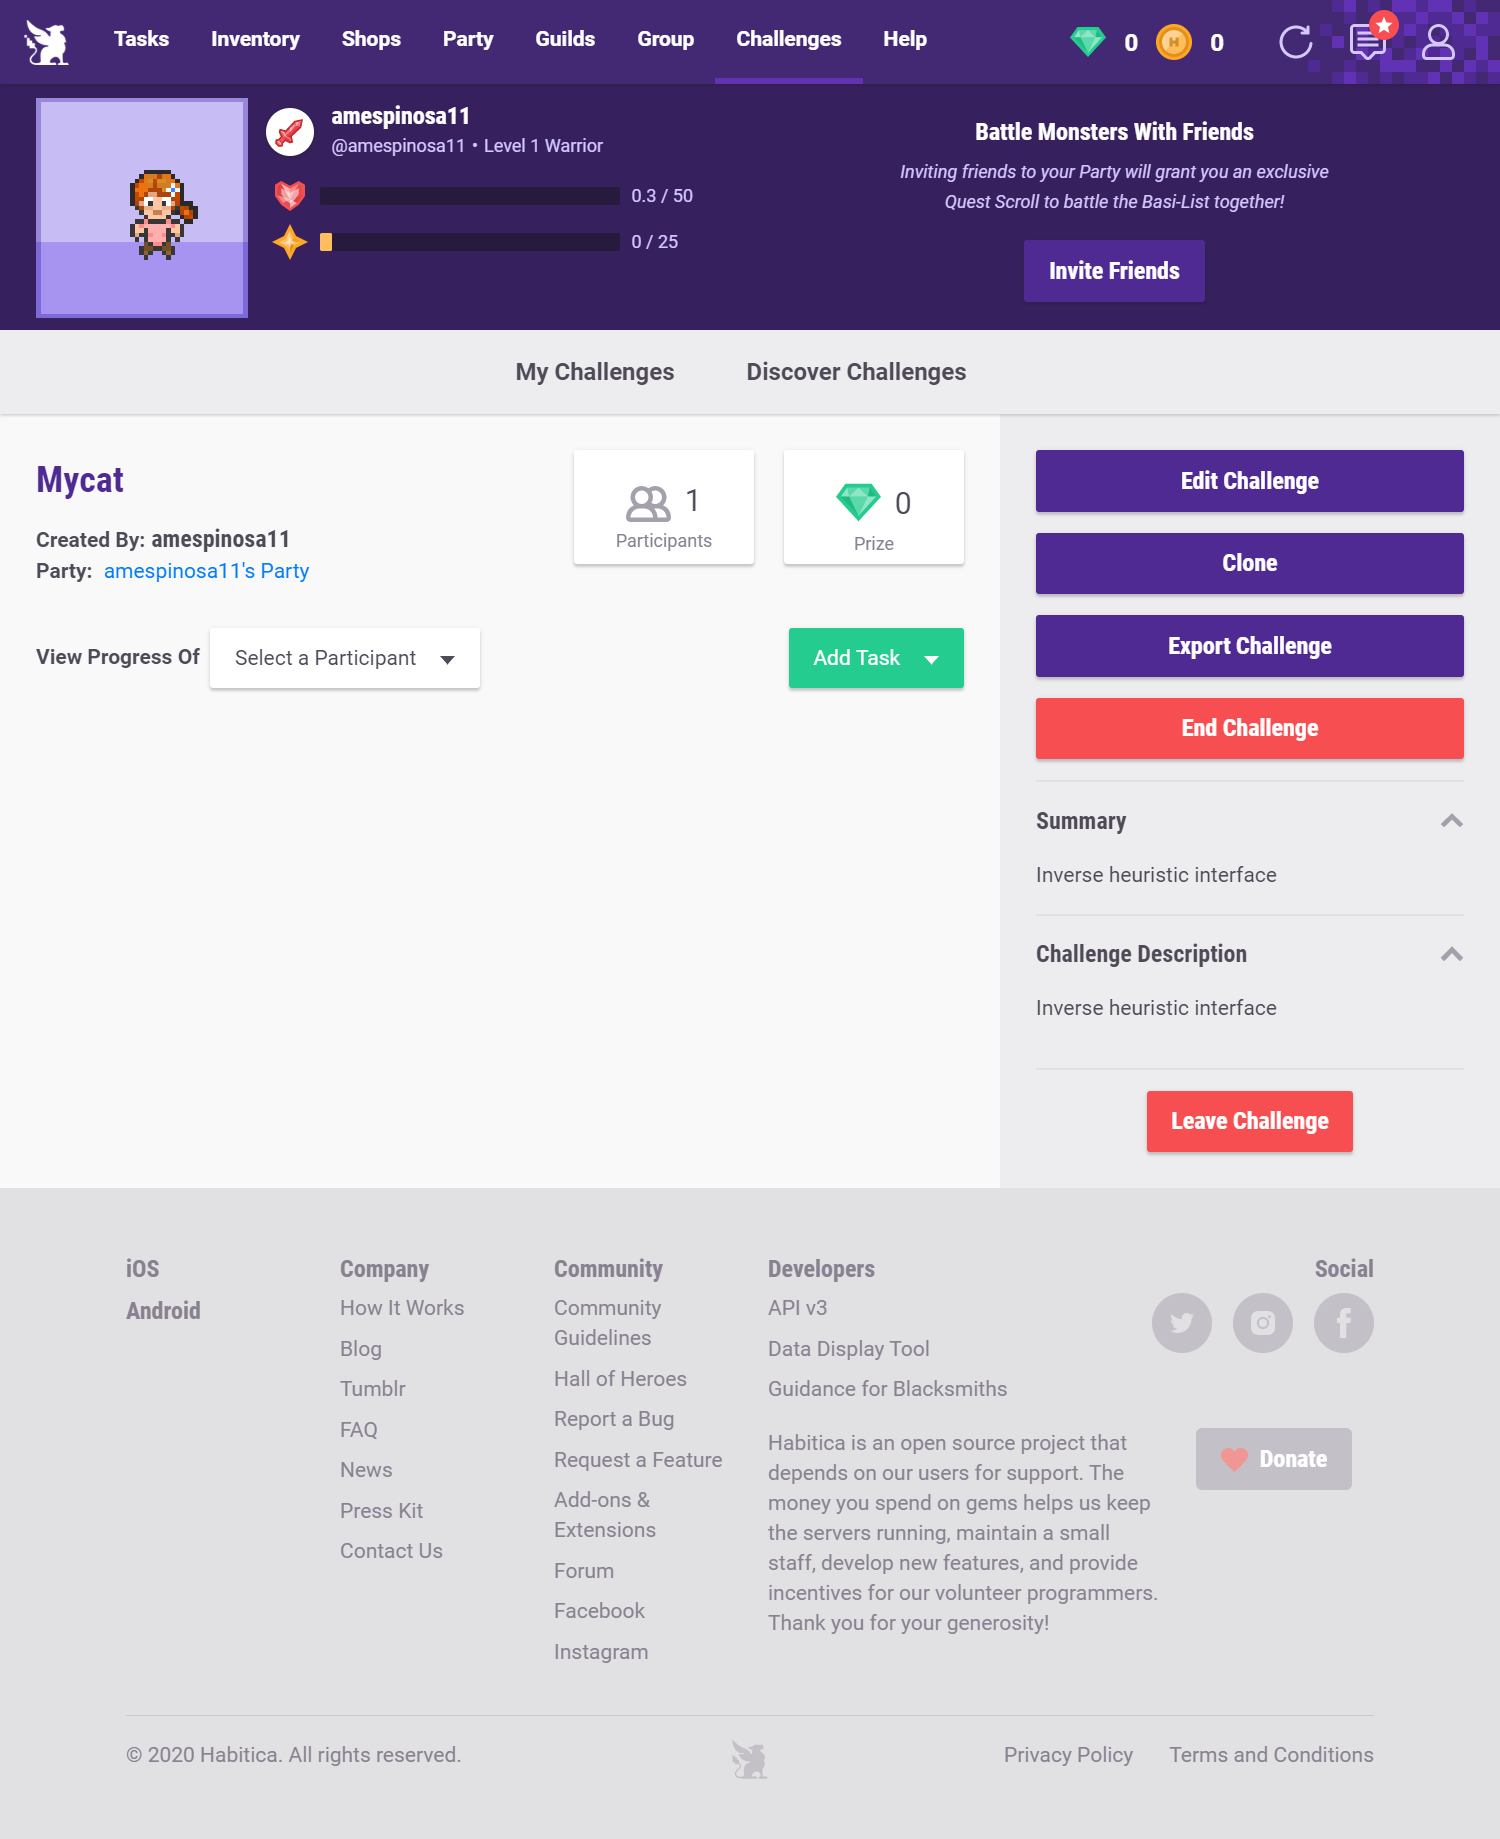 Tasks Inventory Shops Party Guilds Group Challenges Help 0 0
amespinosa11
@amespinosa11 • Level 1 Warrior
0.3 / 50
0 / 25
Battle Monsters With Friends
Inviting friends to your Party will grant you an exclusive
Quest Scroll to battle the Basi-List together!
Invite Friends
My Challenges Discover Challenges
Mycat
Created By: amespinosa11
Party: amespinosa11's Party
1
Participants
0
Prize
View Progress Of Select a Participant
Add Task
Edit Challenge
Clone
Export Challenge
End Challenge
Summary
Inverse heuristic interface
Challenge Description
Inverse heuristic interface
Leave Challenge
iOS
Android
Company
How It Works
Blog
Tumblr
FAQ
News
Press Kit
Contact Us
Community
Community
Guidelines
Hall of Heroes
Report a Bug
Request a Feature
Add-ons &
Extensions
Forum
Facebook
Instagram
Developers
API v3
Data Display Tool
Guidance for Blacksmiths
Habitica is an open source project that
depends on our users for support. The
money you spend on gems helps us keep
the servers running, maintain a small
staff, develop new features, and provide
incentives for our volunteer programmers.
Thank you for your generosity!
Social
Donate
© 2020 Habitica. All rights reserved.
Privacy Policy Terms and Conditions